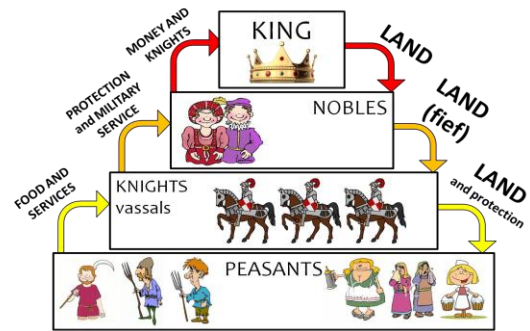 MONEY AND
KNIGHTS
KING
LAND
PROTECTION
and MILITARY
SERVICE
NOBLES
LAND
(fief)
FOOD AND
SERVICES
KNIGHTS
vassals
LAND
and protection
PEASANTS